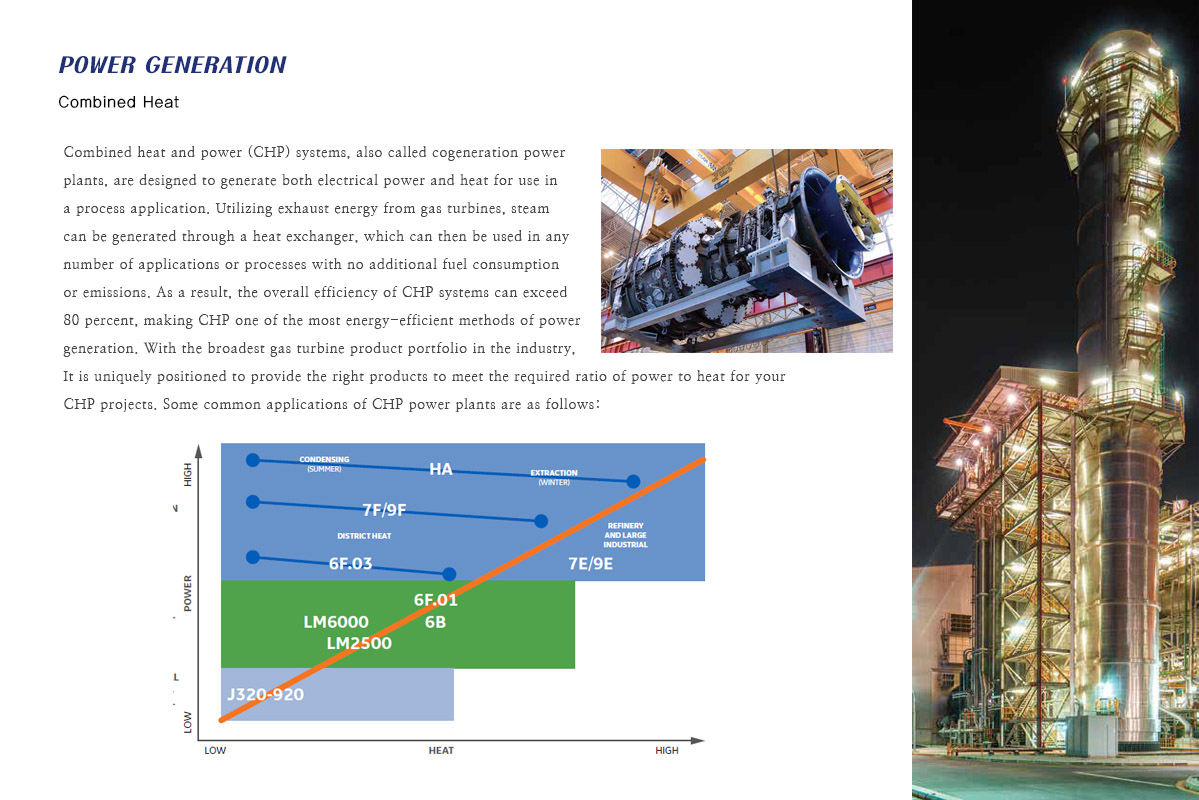 POWER GENERATION
Combined Heat
Combined heat and power (CHP) systems, also called cogeneration power
plants, are designed to generate both electrical power and heat for use in
a process application. Utilizing exhaust energy from gas turbines, steam
can be generated through a heat exchanger, which can then be used in any
number of applications or processes with no additional fuel consumption
or emissions. As a result, the overall efficiency of CHP systems can exceed
80 percent, making CHP one of the most energy-efficient methods of power
generation. With the broadest gas turbine product portfolio in the industry,
It is uniquely positioned to provide the right products to meet the required ratio of power to heat for your
CHP projects. Some common applications of CHP power plants are as follows:
HIGH
CONDENSING
(SUMMER)
HA
EXTRACTION
(WINTER)
7F/9F
DISTRICT HEAT
REFINERY
AND LARGE
INDUSTRIAL
6F.03
7E/9E
POWER
6F.01
LM6000
6B
LM2500
J320-920
LOW
LOW
HEAT
HIGH